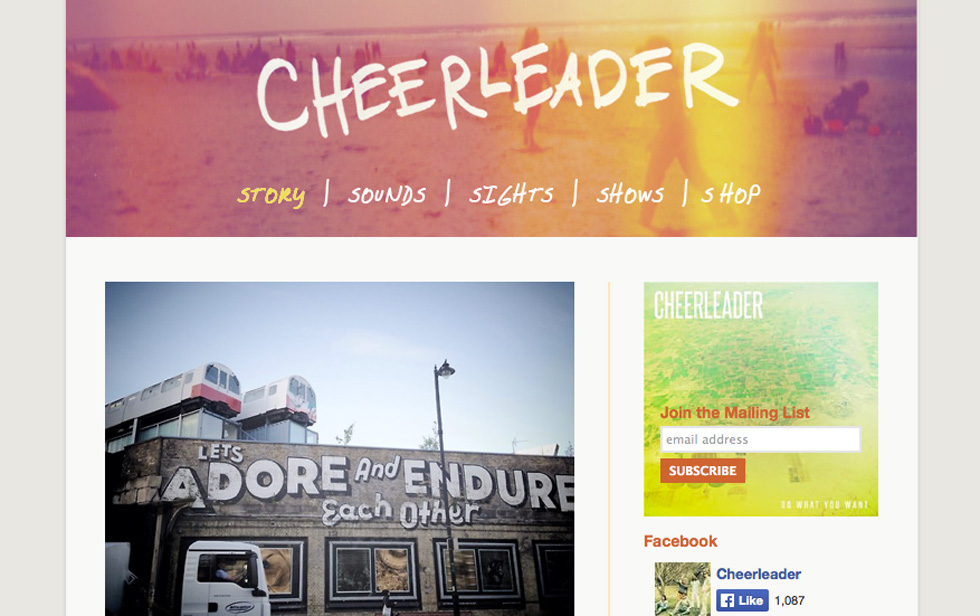 CHEERLEADER
STORY | SOUNDS | SIGHTS | SHOWS | SHOP
LETS
ADORE And ENDURE
Each Other
CHEERLEADER
Join the Mailing List
email address
SUBSCRIBE
DO WHAT YOU WANT
Facebook
Cheerleader
Like 1,087